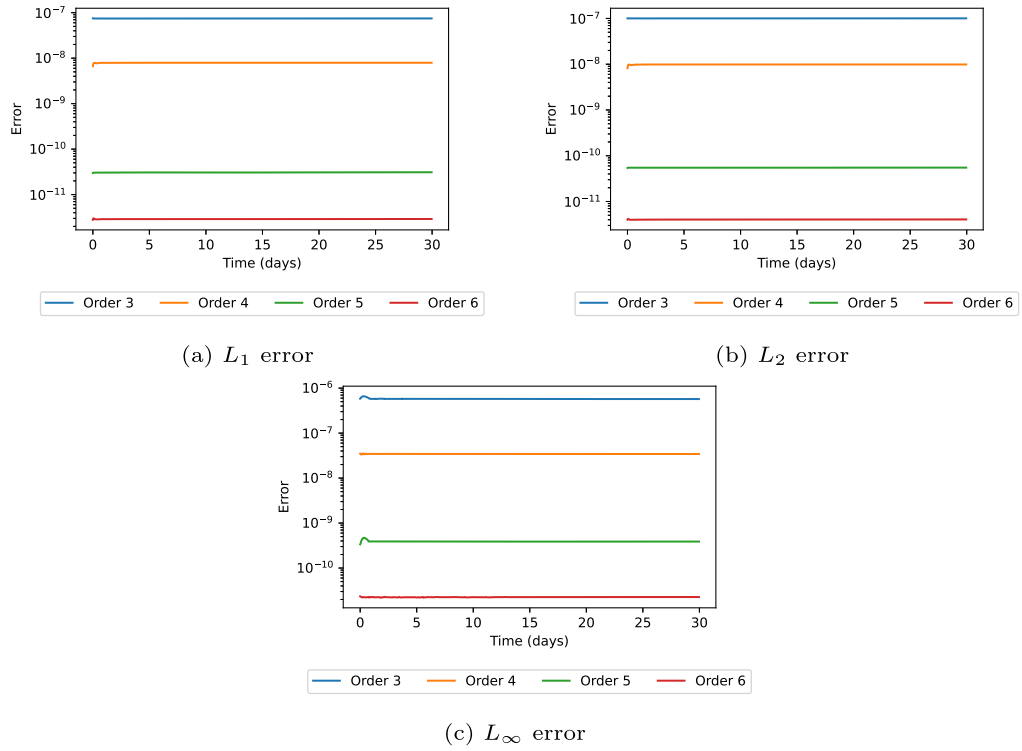 10⁻⁷
10⁻⁸
10⁻⁹
10⁻¹⁰
10⁻¹¹
Error
0 5 10 15 20 25 30
Time (days)
Order 3 Order 4 Order 5 Order 6
(a) L₁ error
10⁻⁷
10⁻⁸
10⁻⁹
10⁻¹⁰
10⁻¹¹
Error
0 5 10 15 20 25 30
Time (days)
Order 3 Order 4 Order 5 Order 6
(b) L₂ error
10⁻⁶
10⁻⁷
10⁻⁸
10⁻⁹
10⁻¹⁰
Error
0 5 10 15 20 25 30
Time (days)
Order 3 Order 4 Order 5 Order 6
(c) L∞ error